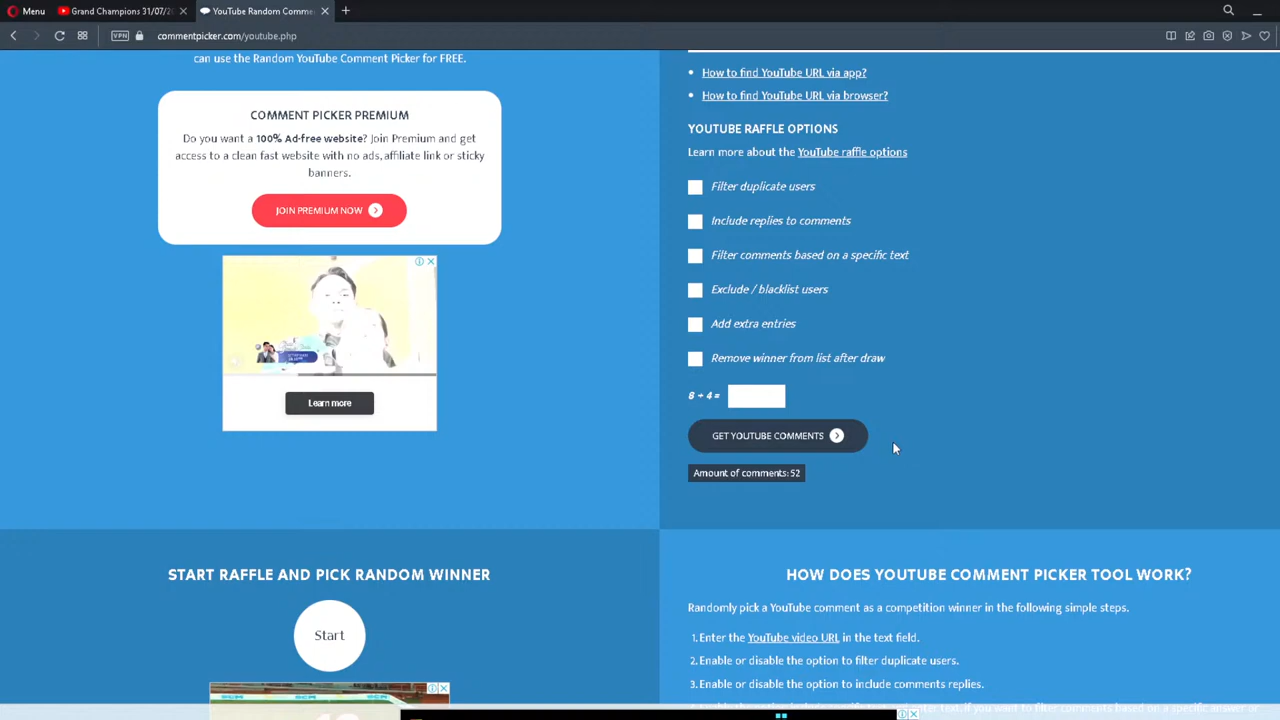 Menu
Grand Champions 31/07/2
YouTube Random Comme
VPN
commentpicker.com/youtube.php
can use the Random YouTube Comment Picker for FREE.
COMMENT PICKER PREMIUM
Do you want a 100% Ad-free website? Join Premium and get
access to a clean fast website with no ads, affiliate link or sticky
banners.
JOIN PREMIUM NOW
Learn more
START RAFFLE AND PICK RANDOM WINNER
Start
How to find YouTube URL via app?
How to find YouTube URL via browser?
YOUTUBE RAFFLE OPTIONS
Learn more about the YouTube raffle options
Filter duplicate users
Include replies to comments
Filter comments based on a specific text
Exclude / blacklist users
Add extra entries
Remove winner from list after draw
GET YOUTUBE COMMENTS
Amount of comments: 52
HOW DOES YOUTUBE COMMENT PICKER TOOL WORK?
Randomly pick a YouTube comment as a competition winner in the following simple steps.
1. Enter the YouTube video URL in the text field.
2. Enable or disable the option to filter duplicate users.
3. Enable or disable the option to include comments replies.